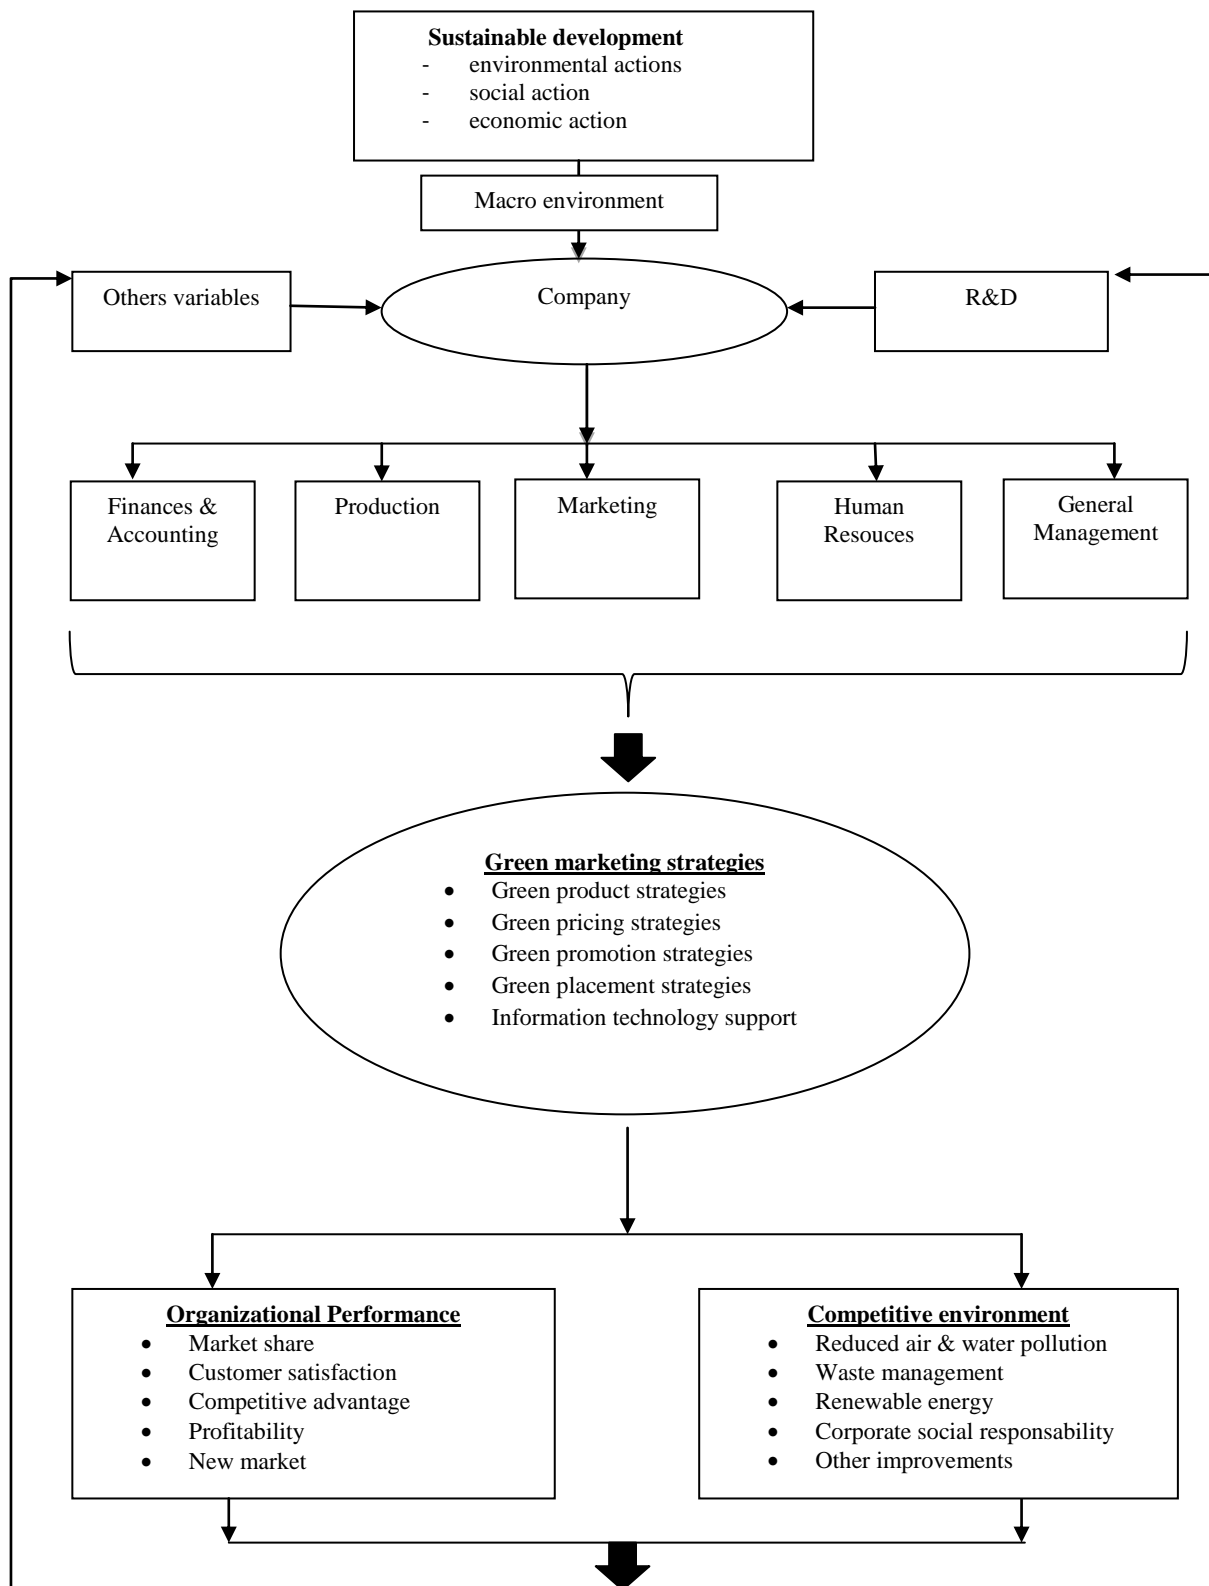 Sustainable development
- environmental actions
- social action
- economic action
Macro environment
Others variables
Company
R&D
Finances &
Accounting
Production
Marketing
Human
Resouces
General
Management
Green marketing strategies
• Green product strategies
• Green pricing strategies
• Green promotion strategies
• Green placement strategies
• Information technology support
Organizational Performance
• Market share
• Customer satisfaction
• Competitive advantage
• Profitability
• New market
Competitive environment
• Reduced air & water pollution
• Waste management
• Renewable energy
• Corporate social responsability
• Other improvements